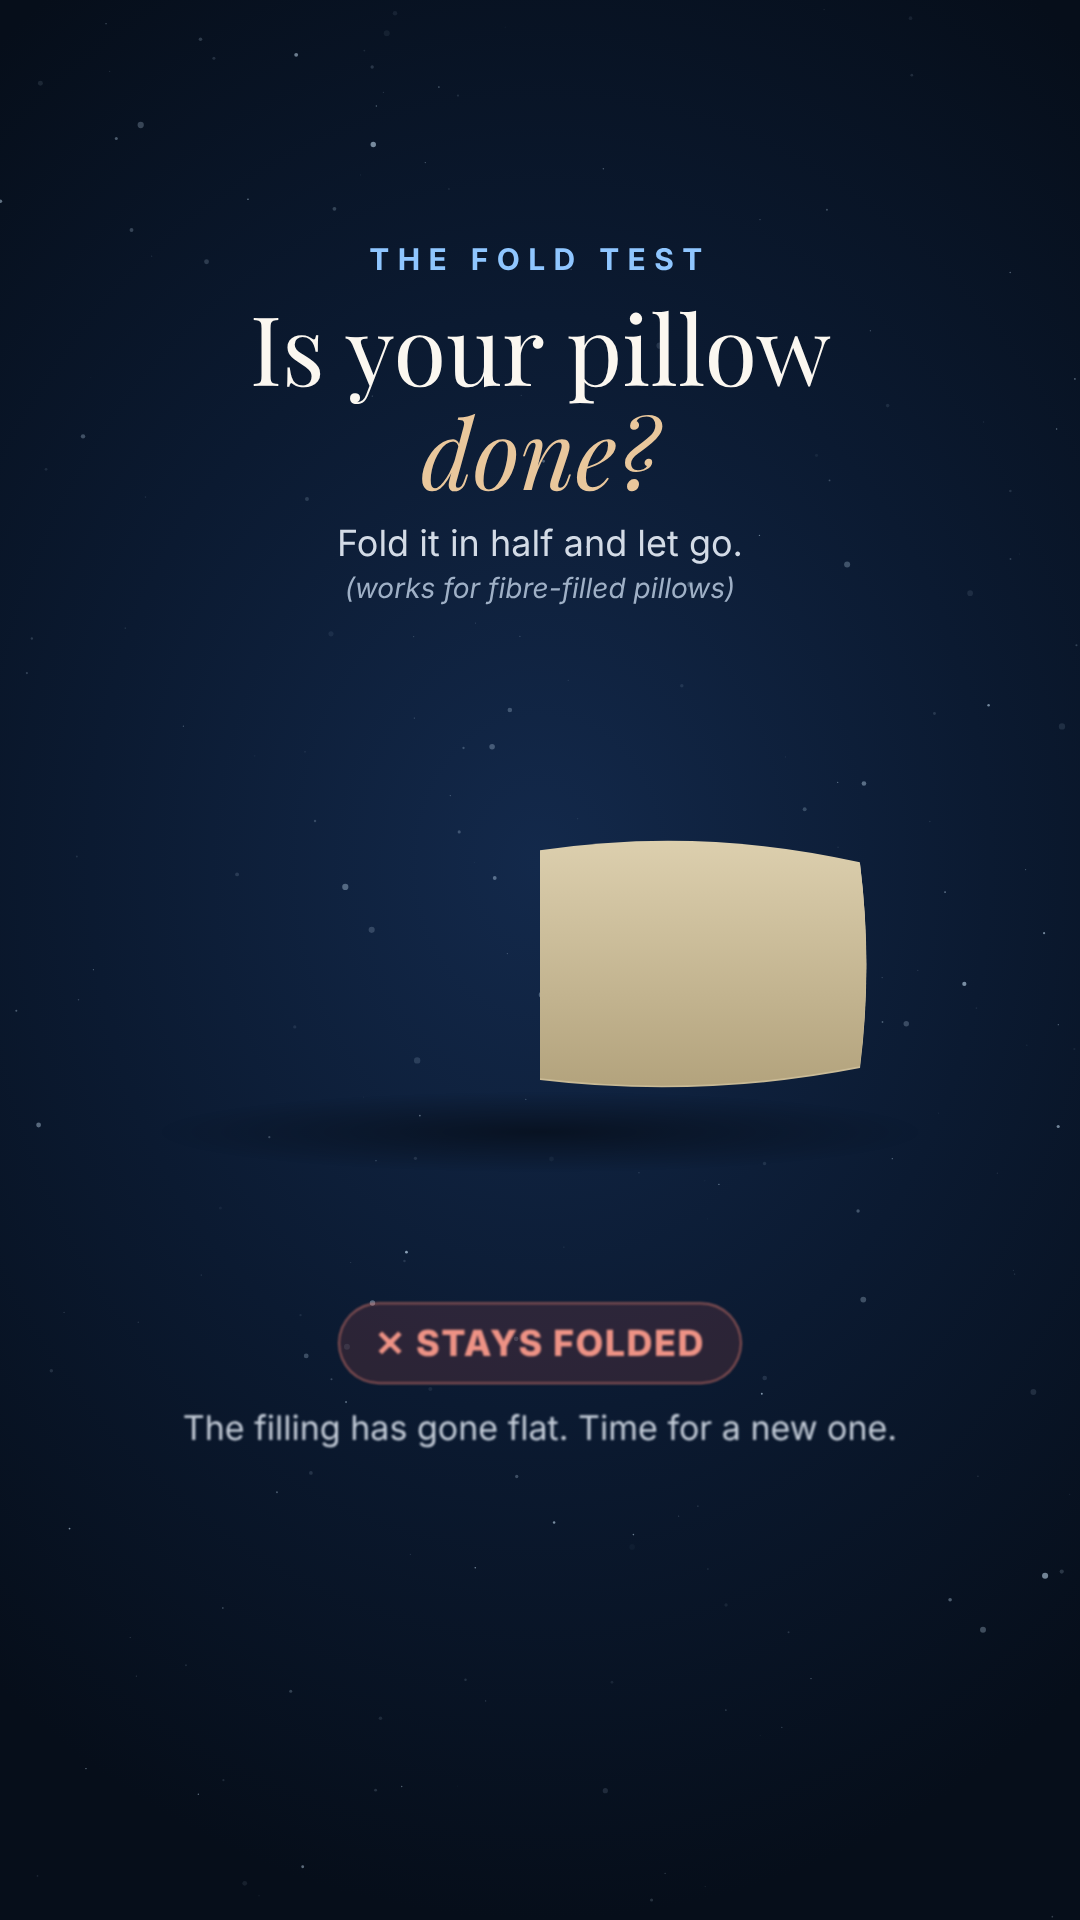 THE FOLD TEST
Is your pillow
done?
Fold it in half and let go.
(works for fibre-filled pillows)
✕ STAYS FOLDED
The filling has gone flat. Time for a new one.